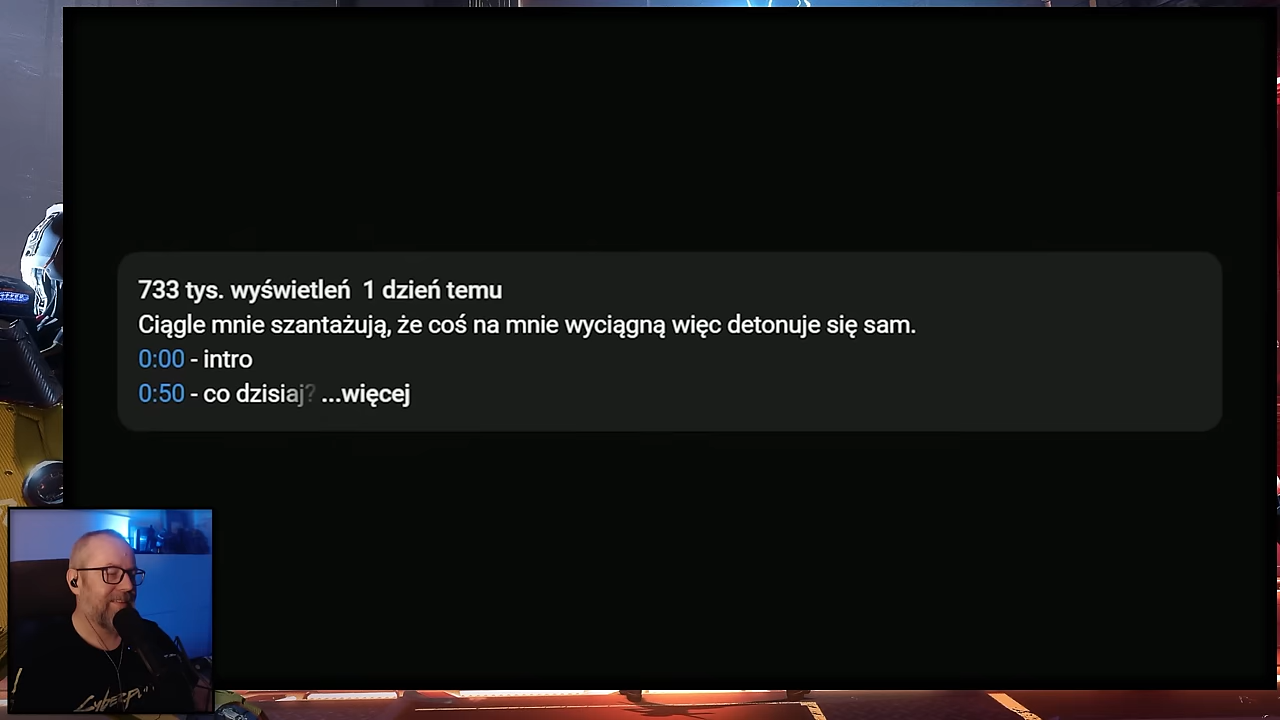 733 tys. wyświetleń 1 dzień temu
Ciągle mnie szantażują, że coś na mnie wyciągną więc detonuje się sam.
0:00 - intro
0:50 - co dzisiaj? ...więcej